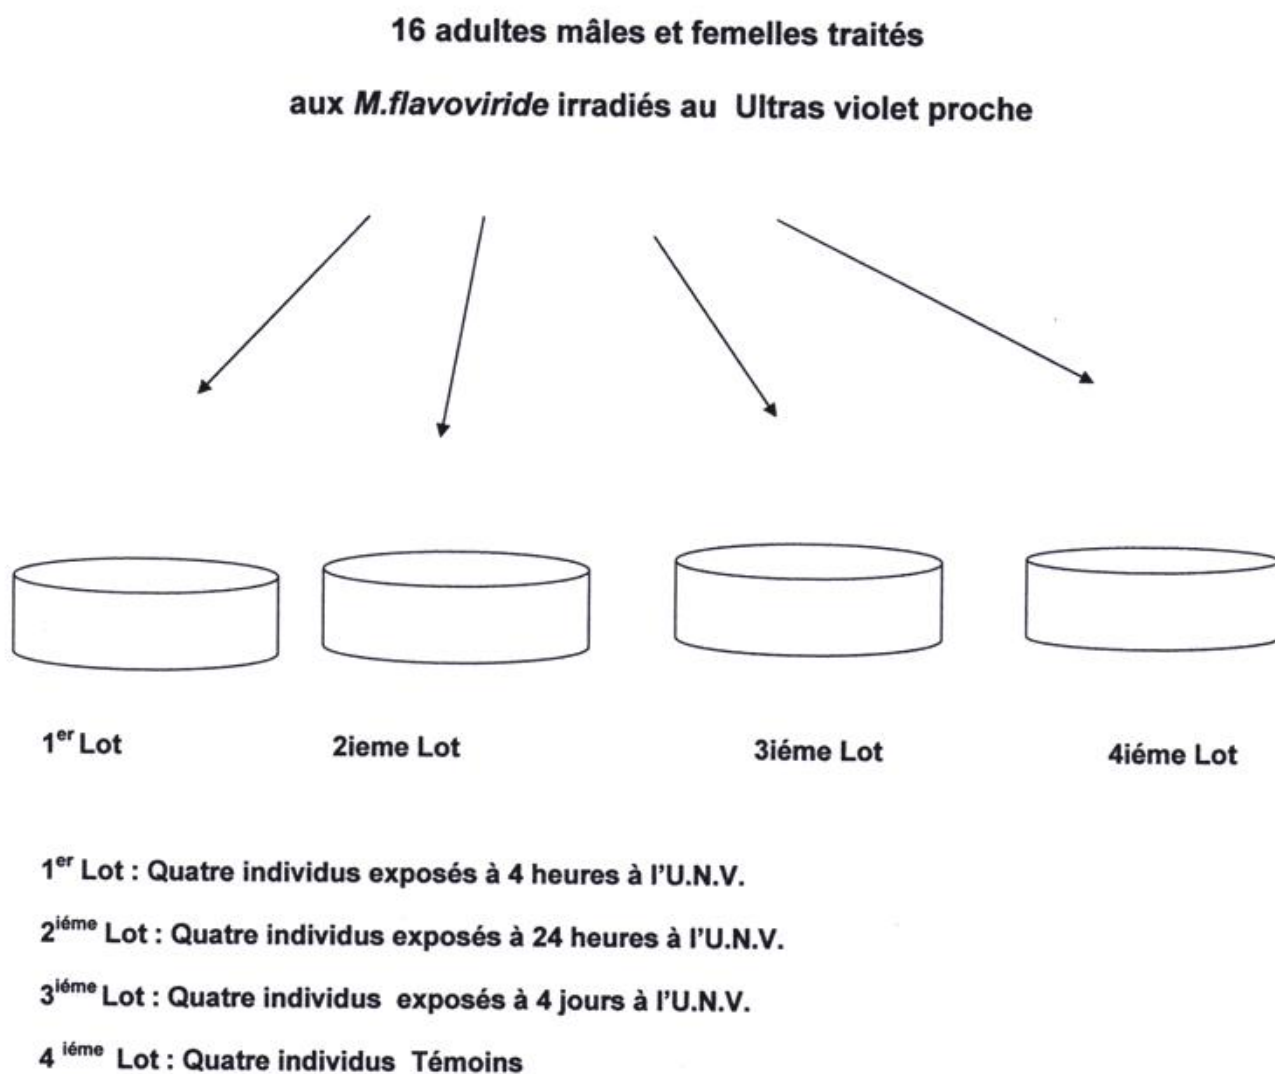 16 adultes mâles et femelles traités
aux M.flavoviride irradiés au Ultras violet proche
1er Lot
2ieme Lot
3iéme Lot
4iéme Lot
1er Lot : Quatre individus exposés à 4 heures à l'U.N.V.
2iéme Lot : Quatre individus exposés à 24 heures à l'U.N.V.
3iéme Lot : Quatre individus exposés à 4 jours à l'U.N.V.
4 iéme Lot : Quatre individus Témoins